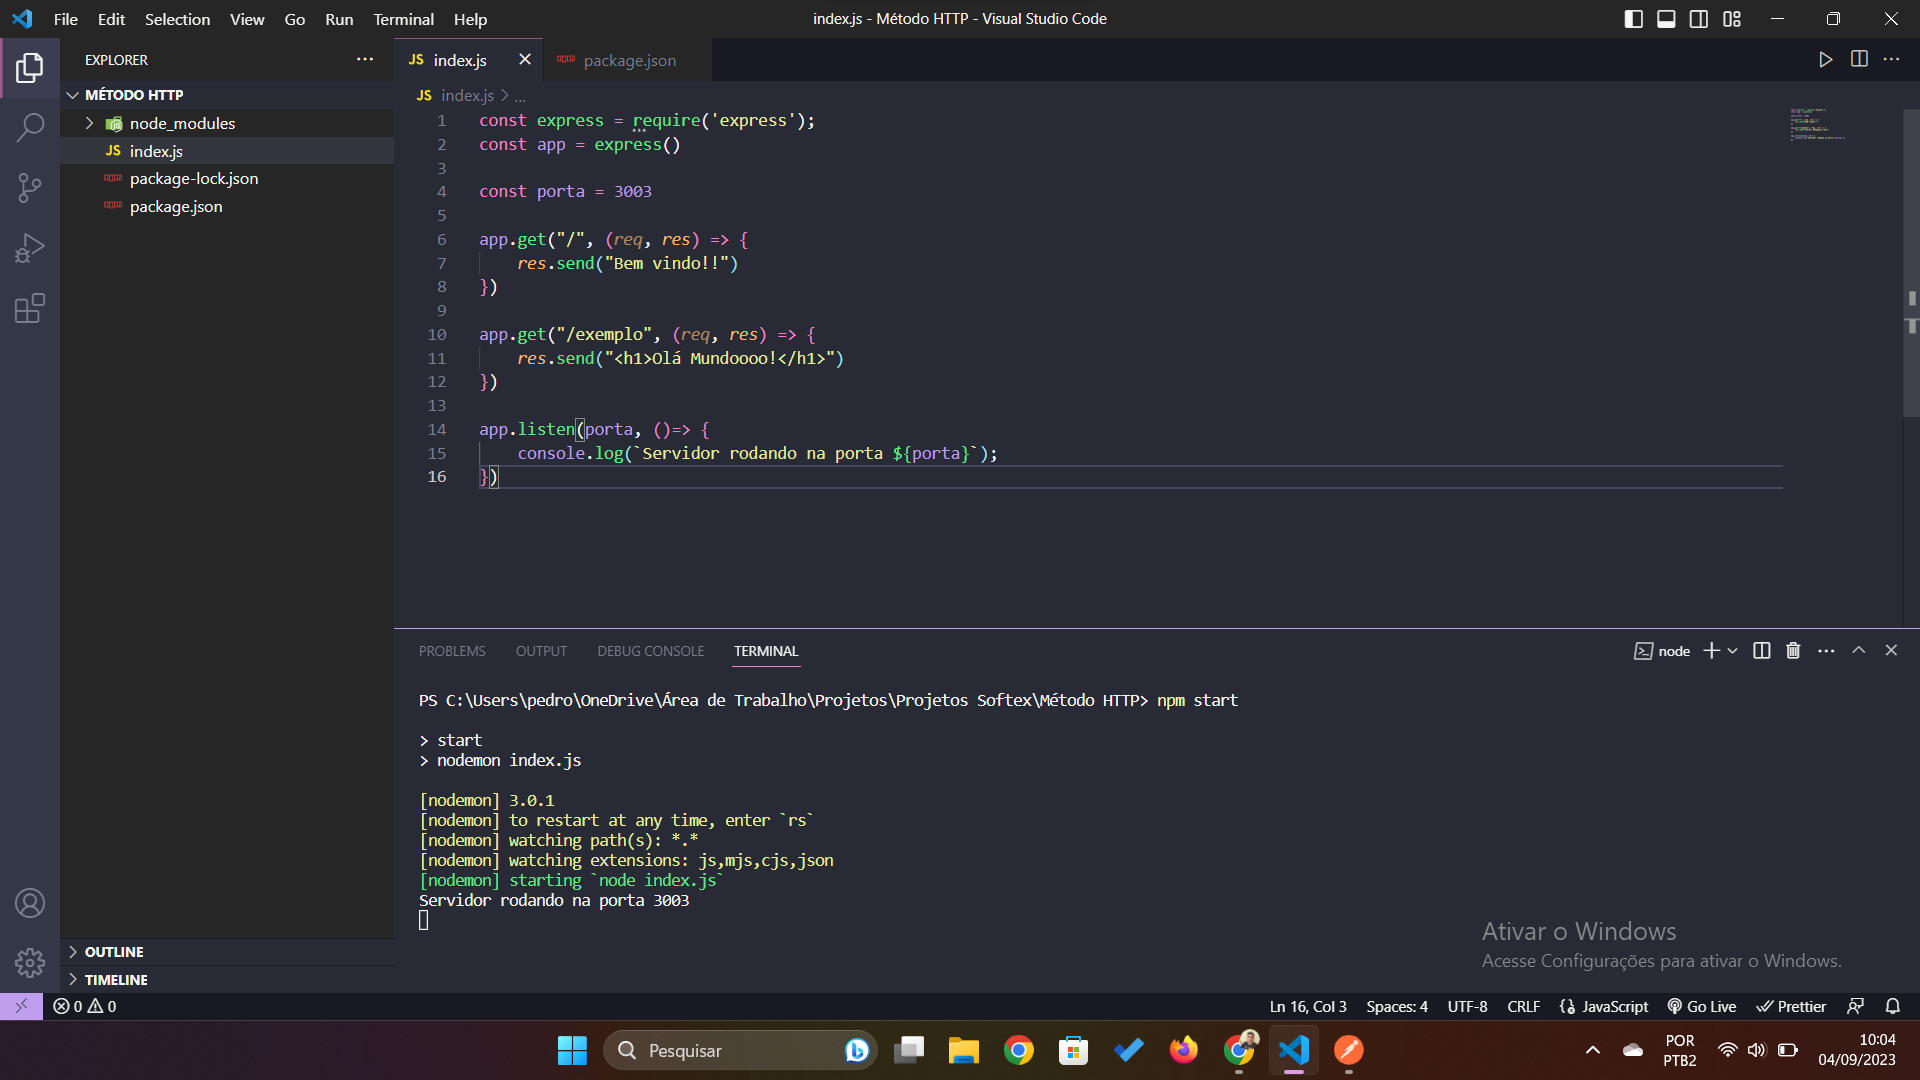 File Edit Selection View Go Run Terminal Help
index.js - Método HTTP - Visual Studio Code
EXPLORER
MÉTODO HTTP
node_modules
JS index.js
package-lock.json
package.json
JS index.js
package.json
JS index.js > ...
1 const express = require('express');
2 const app = express()
3
4 const porta = 3003
5
6 app.get("/", (req, res) => {
7 res.send("Bem vindo!!")
8 })
9
10 app.get("/exemplo", (req, res) => {
11 res.send("<h1>Olá Mundoooo!</h1>")
12 })
13
14 app.listen(porta, ()=> {
15 console.log(`Servidor rodando na porta ${porta}`);
16 })
PROBLEMS OUTPUT DEBUG CONSOLE TERMINAL
node
PS C:\Users\pedro\OneDrive\Área de Trabalho\Projetos\Projetos Softex\Método HTTP> npm start
> start
> nodemon index.js
[nodemon] 3.0.1
[nodemon] to restart at any time, enter `rs`
[nodemon] watching path(s): *.*
[nodemon] watching extensions: js,mjs,cjs,json
[nodemon] starting `node index.js`
Servidor rodando na porta 3003
OUTLINE
TIMELINE
Ativar o Windows
Acesse Configurações para ativar o Windows.
0 0
Ln 16, Col 3 Spaces: 4 UTF-8 CRLF JavaScript Go Live Prettier
Pesquisar
POR
PTB2
10:04
04/09/2023